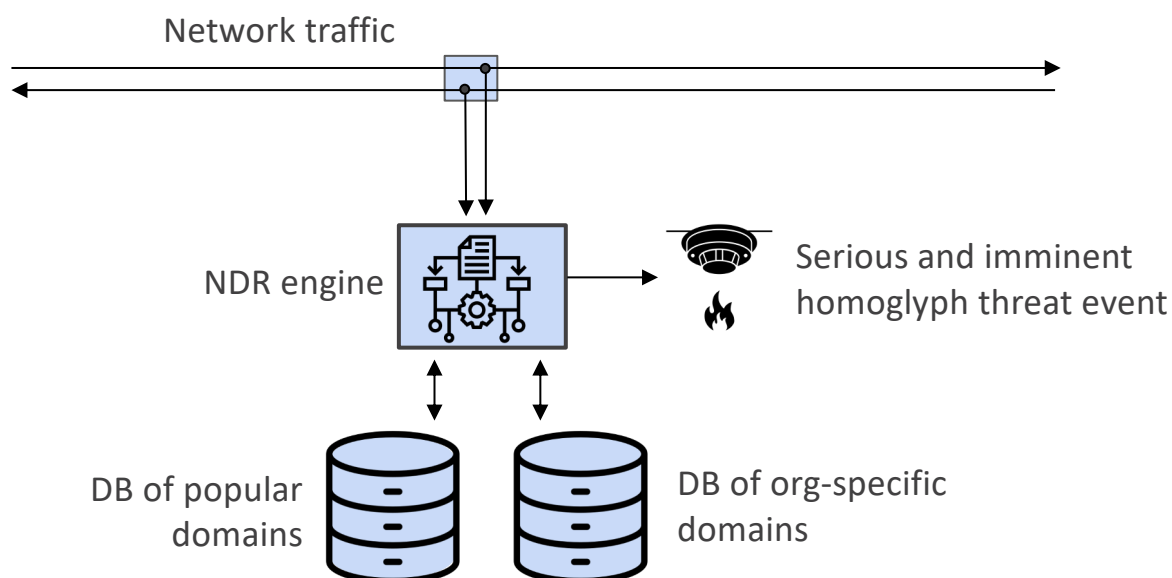 Network traffic
NDR engine
Serious and imminent
homoglyph threat event
DB of popular
domains
DB of org-specific
domains